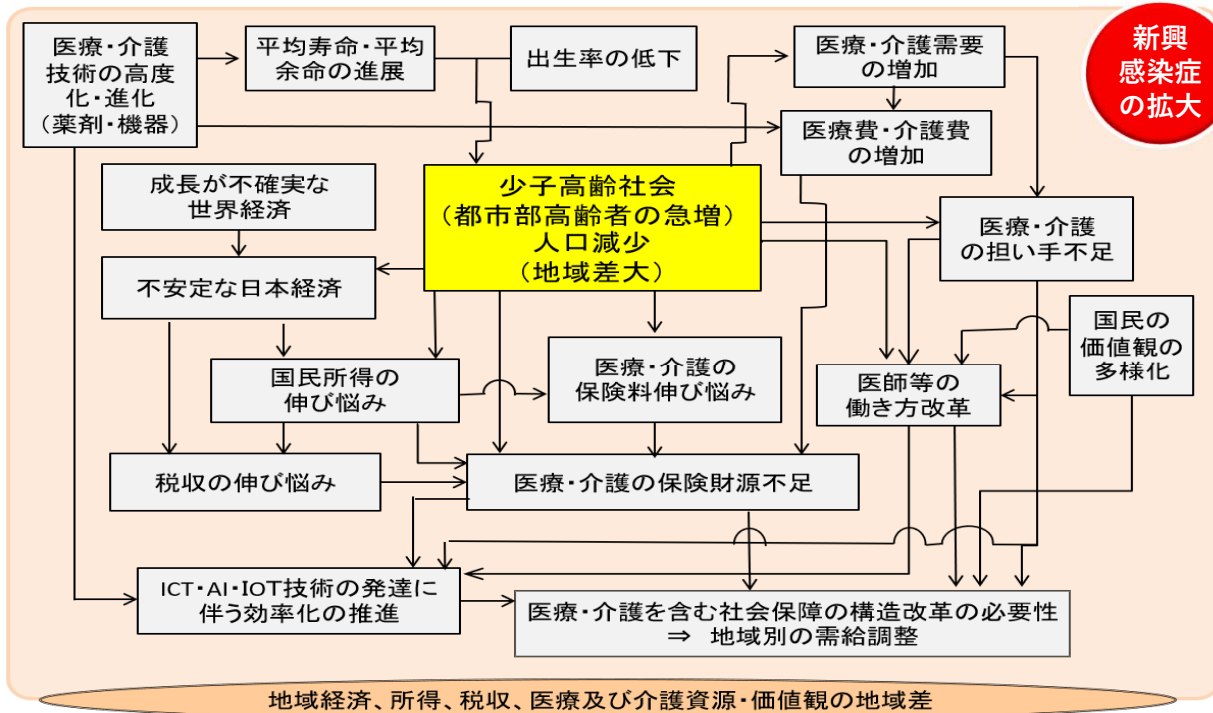 医療・介護
技術の高度
化・進化
（薬剤・機器）
平均寿命・平均
余命の進展
出生率の低下
医療・介護需要
の増加
新興
感染症
の拡大
医療費・介護費
の増加
成長が不確実な
世界経済
少子高齢社会
（都市部高齢者の急増）
人口減少
（地域差大）
医療・介護
の担い手不足
不安定な日本経済
国民の
価値観の
多様化
国民所得の
伸び悩み
医療・介護の
保険料伸び悩み
医師等の
働き方改革
税収の伸び悩み
医療・介護の保険財源不足
ICT・AI・IOT技術の発達に
伴う効率化の推進
医療・介護を含む社会保障の構造改革の必要性
⇒ 地域別の需給調整
地域経済、所得、税収、医療及び介護資源・価値観の地域差